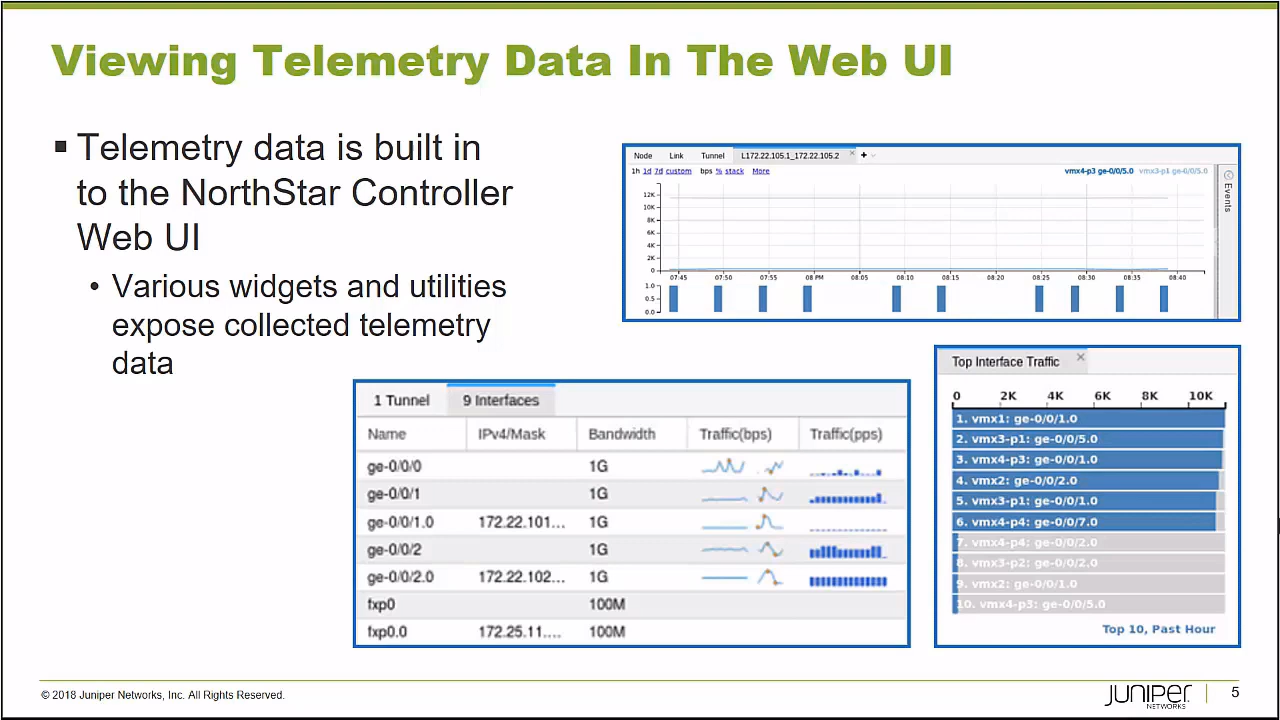 Viewing Telemetry Data In The Web UI
▪ Telemetry data is built in
to the NorthStar Controller
Web UI
• Various widgets and utilities
expose collected telemetry
data
Node Link Tunnel L172.22.105.1_172.22.105.2 × +
1h 1d 7d custom bps % stack More
vmx4-p3 ge-0/0/5.0 vmx3-p1 ge-0/0/5.0
Events
12K
10K
8K
6K
4K
2K
0
07:45 07:50 07:55 08 PM 08:05 08:10 08:15 08:20 08:25 08:30 08:35 08:40
1.0
0.5
0.0
1 Tunnel 9 Interfaces
Name IPv4/Mask Bandwidth Traffic(bps) Traffic(pps)
ge-0/0/0 1G
ge-0/0/1 1G
ge-0/0/1.0 172.22.101... 1G
ge-0/0/2 1G
ge-0/0/2.0 172.22.102... 1G
fxp0 100M
fxp0.0 172.25.11.... 100M
Top Interface Traffic ×
0 2K 4K 6K 8K 10K
1. vmx1: ge-0/0/1.0
2. vmx3-p1: ge-0/0/5.0
3. vmx4-p3: ge-0/0/1.0
4. vmx2: ge-0/0/2.0
5. vmx3-p1: ge-0/0/1.0
6. vmx4-p4: ge-0/0/7.0
7. vmx4-p4: ge-0/0/2.0
8. vmx3-p2: ge-0/0/2.0
9. vmx2: ge-0/0/1.0
10. vmx4-p3: ge-0/0/5.0
Top 10, Past Hour
© 2018 Juniper Networks, Inc. All Rights Reserved.
JUNIPER
NETWORKS
5